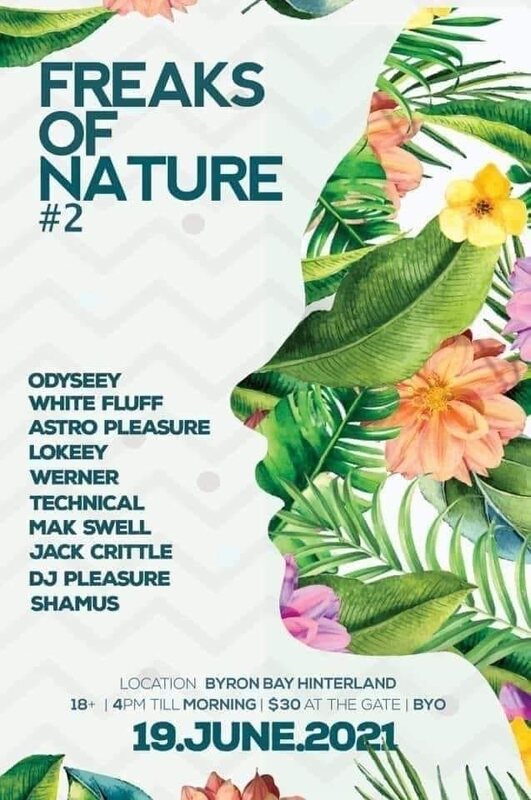 FREAKS
OF
NATURE
#2
ODYSEEY
WHITE FLUFF
ASTRO PLEASURE
LOKEEY
WERNER
TECHNICAL
MAK SWELL
JACK CRITTLE
DJ PLEASURE
SHAMUS
LOCATION BYRON BAY HINTERLAND
18+ | 4PM TILL MORNING | $30 AT THE GATE | BYO
19.JUNE.2021